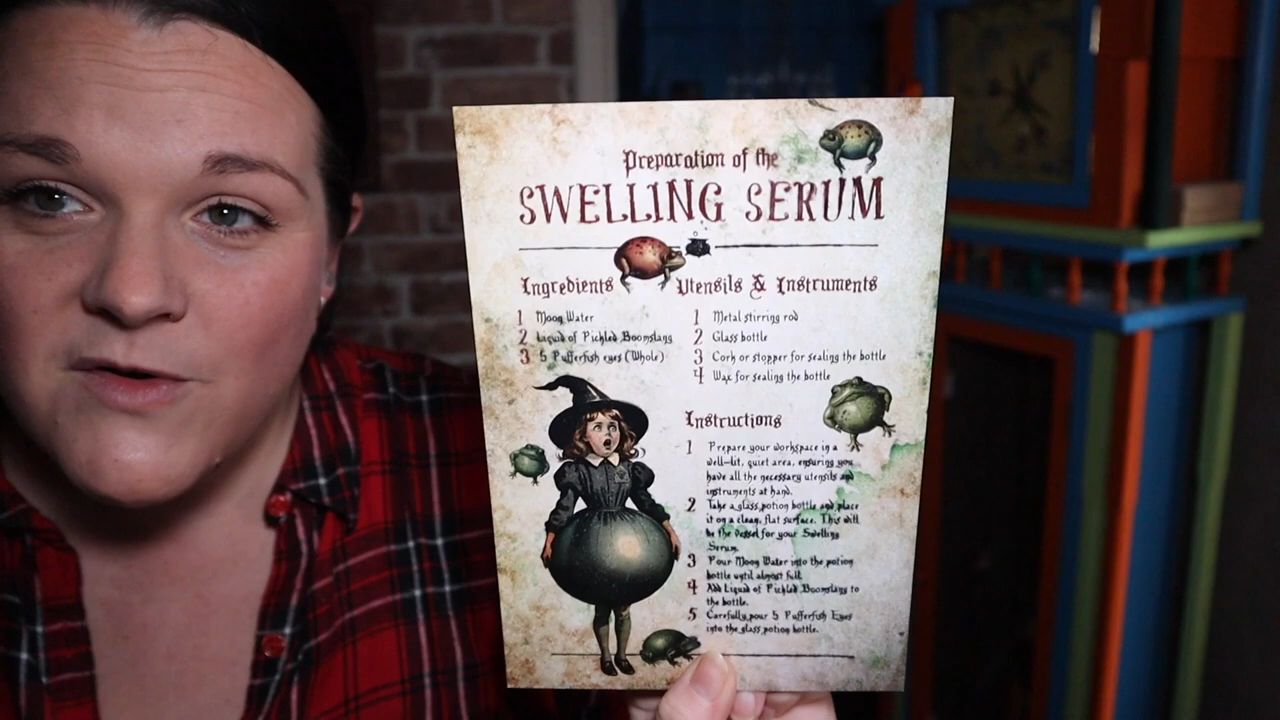 Preparation of the
SWELLING SERUM
Ingredients
1 Moon Water
2 Liquid of Pickled Boomslang
3 5 Pufferfish eyes (Whole)
Utensils & Instruments
1 Metal stirring rod
2 Glass bottle
3 Cork or stopper for sealing the bottle
4 Wax for sealing the bottle
Instructions
1 Prepare your workspace in a
well-lit, quiet area, ensuring you
have all the necessary utensils and
instruments at hand.
2 Take a glass potion bottle and place
it on a clean, flat surface. This will
be the vessel for your Swelling
Serum.
3 Pour Moon Water into the potion
bottle until almost full.
4 Add Liquid of Pickled Boomslang to
the bottle.
5 Carefully pour 5 Pufferfish Eyes
into the glass potion bottle.